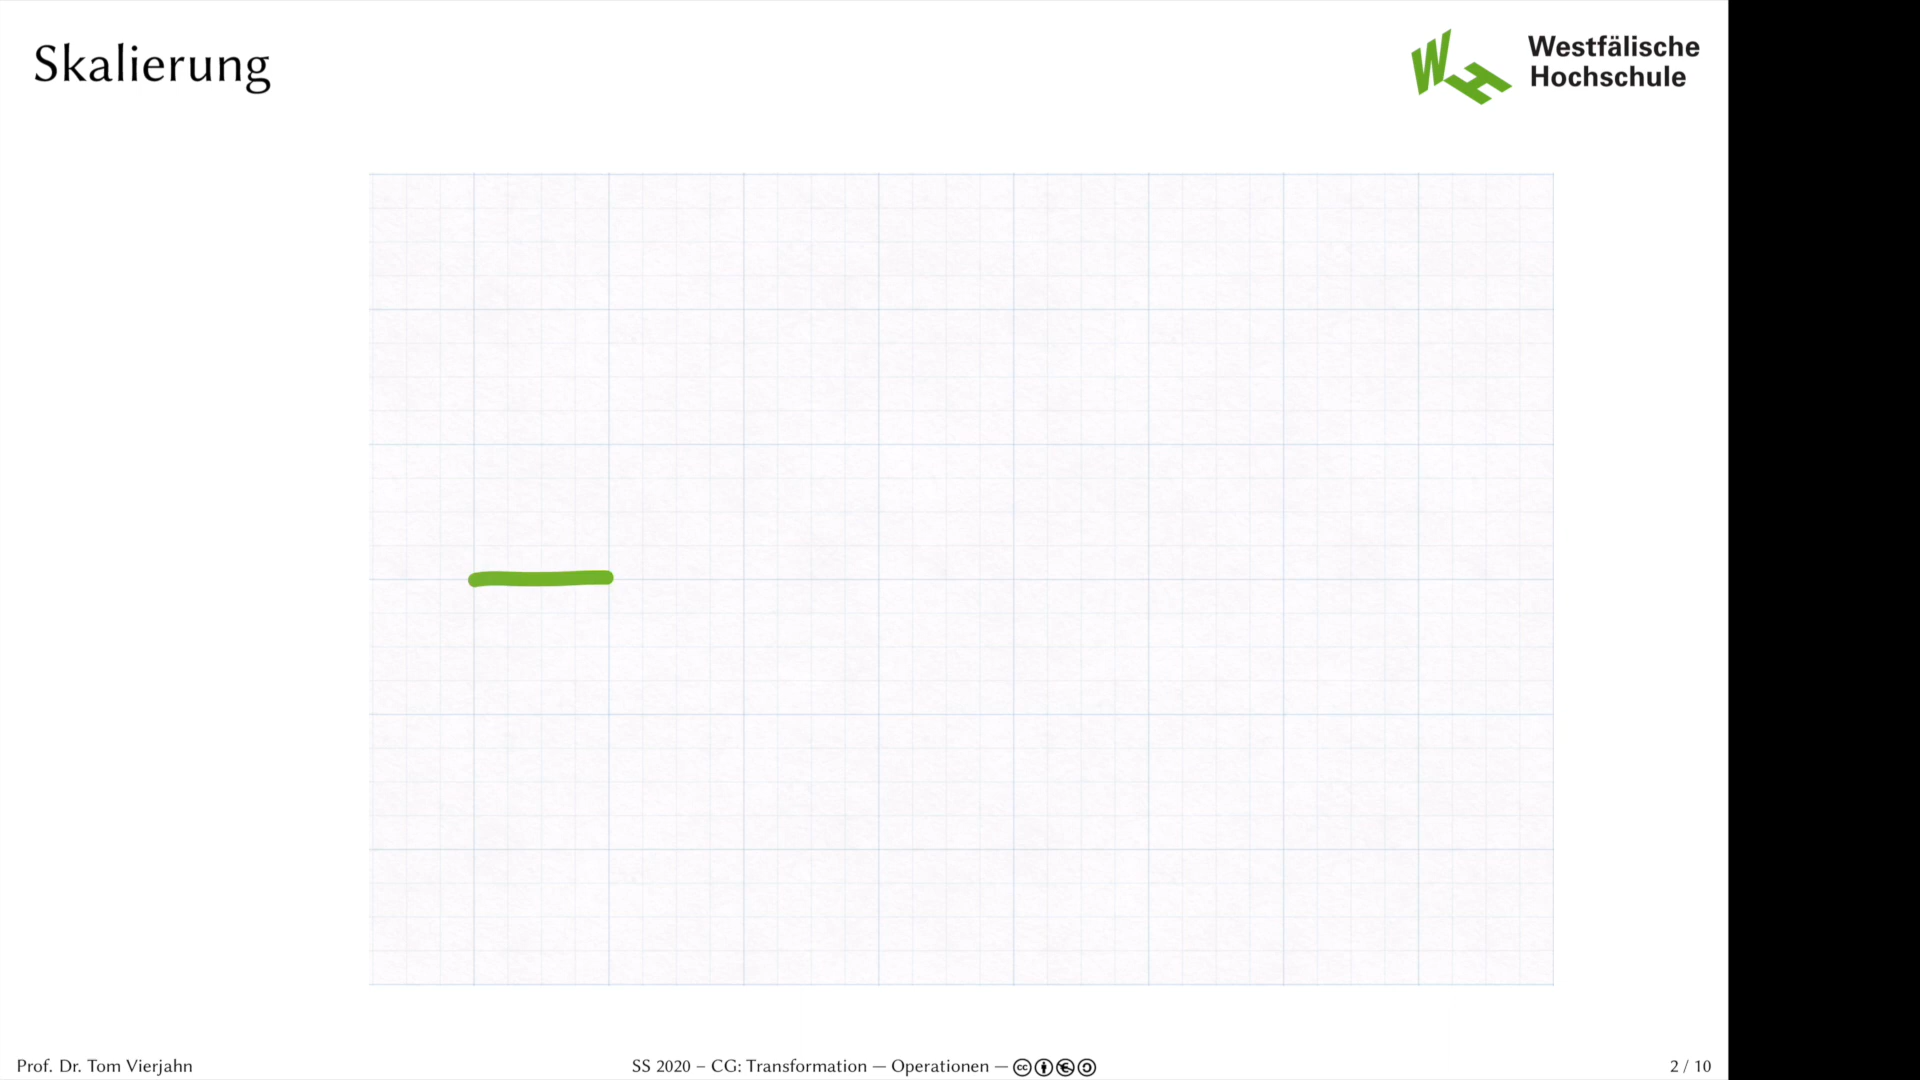 Skalierung
Westfälische
Hochschule
Prof. Dr. Tom Vierjahn
SS 2020 – CG: Transformation — Operationen —
2 / 10